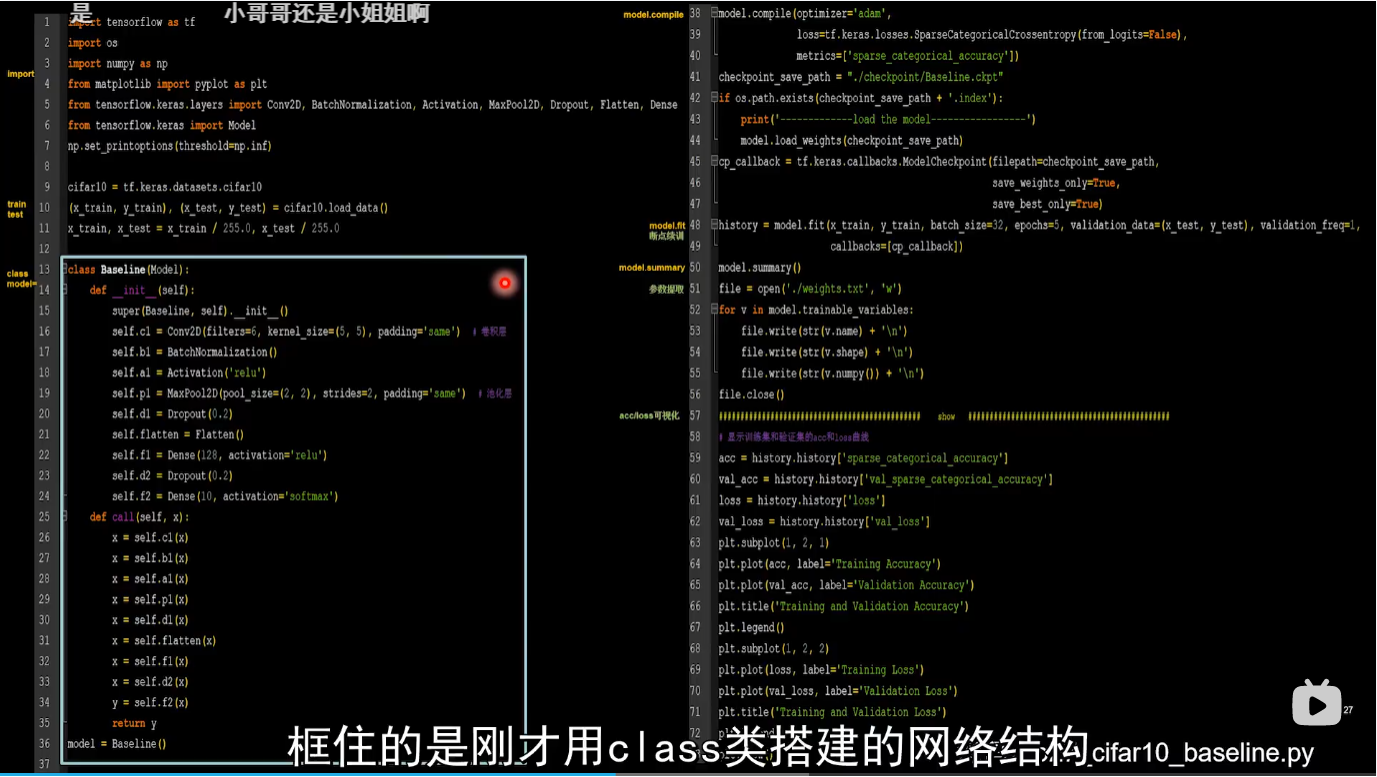 是 小哥哥还是小姐姐啊
import
1 import tensorflow as tf
2 import os
3 import numpy as np
4 from matplotlib import pyplot as plt
5 from tensorflow.keras.layers import Conv2D, BatchNormalization, Activation, MaxPool2D, Dropout, Flatten, Dense
6 from tensorflow.keras import Model
7 np.set_printoptions(threshold=np.inf)
8
train
test
9 cifar10 = tf.keras.datasets.cifar10
10 (x_train, y_train), (x_test, y_test) = cifar10.load_data()
11 x_train, x_test = x_train / 255.0, x_test / 255.0
12
class
model=
13 class Baseline(Model):
14 def __init__(self):
15 super(Baseline, self).__init__()
16 self.c1 = Conv2D(filters=6, kernel_size=(5, 5), padding='same') # 卷积层
17 self.b1 = BatchNormalization()
18 self.a1 = Activation('relu')
19 self.p1 = MaxPool2D(pool_size=(2, 2), strides=2, padding='same') # 池化层
20 self.d1 = Dropout(0.2)
21 self.flatten = Flatten()
22 self.f1 = Dense(128, activation='relu')
23 self.d2 = Dropout(0.2)
24 self.f2 = Dense(10, activation='softmax')
25 def call(self, x):
26 x = self.c1(x)
27 x = self.b1(x)
28 x = self.a1(x)
29 x = self.p1(x)
30 x = self.d1(x)
31 x = self.flatten(x)
32 x = self.f1(x)
33 x = self.d2(x)
34 y = self.f2(x)
35 return y
36 model = Baseline()
37
model.compile
38 model.compile(optimizer='adam',
39 loss=tf.keras.losses.SparseCategoricalCrossentropy(from_logits=False),
40 metrics=['sparse_categorical_accuracy'])
41 checkpoint_save_path = "./checkpoint/Baseline.ckpt"
42 if os.path.exists(checkpoint_save_path + '.index'):
43 print('-------------load the model-----------------')
44 model.load_weights(checkpoint_save_path)
45 cp_callback = tf.keras.callbacks.ModelCheckpoint(filepath=checkpoint_save_path,
46 save_weights_only=True,
47 save_best_only=True)
model.fit
断点续训
48 history = model.fit(x_train, y_train, batch_size=32, epochs=5, validation_data=(x_test, y_test), validation_freq=1,
49 callbacks=[cp_callback])
model.summary
50 model.summary()
参数提取
51 file = open('./weights.txt', 'w')
52 for v in model.trainable_variables:
53 file.write(str(v.name) + '\n')
54 file.write(str(v.shape) + '\n')
55 file.write(str(v.numpy()) + '\n')
56 file.close()
acc/loss可视化
57 ############################################### show ###############################################
58 # 显示训练集和验证集的acc和loss曲线
59 acc = history.history['sparse_categorical_accuracy']
60 val_acc = history.history['val_sparse_categorical_accuracy']
61 loss = history.history['loss']
62 val_loss = history.history['val_loss']
63 plt.subplot(1, 2, 1)
64 plt.plot(acc, label='Training Accuracy')
65 plt.plot(val_acc, label='Validation Accuracy')
66 plt.title('Training and Validation Accuracy')
67 plt.legend()
68 plt.subplot(1, 2, 2)
69 plt.plot(loss, label='Training Loss')
70 plt.plot(val_loss, label='Validation Loss')
71 plt.title('Training and Validation Loss')
72
27
框住的是刚才用class类搭建的网络结构
cifar10_baseline.py